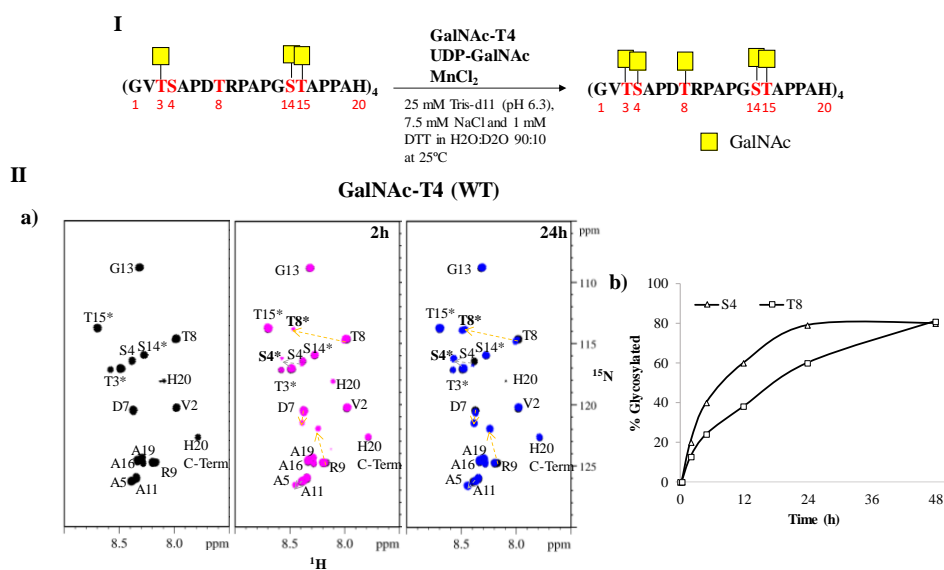 I
(GVTSAPDTRPAPGSTAPPAH)4
1 3 4 8 14 15 20
GalNAc-T4
UDP-GalNAc
MnCl2
25 mM Tris-d11 (pH 6.3),
7.5 mM NaCl and 1 mM
DTT in H2O:D2O 90:10
at 25ºC
(GVTSAPDTRPAPGSTAPPAH)4
1 3 4 8 14 15 20
GalNAc
II
GalNAc-T4 (WT)
a)
G13
T15*
T8
S4
S14*
T3*
H20
D7
V2
A19
H20
C-Term
A16
R9
A5
A11
8.5 8.0 ppm
2h
G13
T15*
T8*
T8
S4*
S4
S14*
T3*
H20
D7
V2
A19
H20
C-Term
A16
R9
A5
A11
8.5 8.0 ppm
1H
24h
G13
T15*
T8*
T8
S4*
S4
S14*
T3*
H20
D7
V2
A19
H20
C-Term
A16
R9
A5
A11
8.5 8.0 ppm
ppm
110
115
15N
120
125
b)
S4 T8
% Glycosylated
100
80
60
40
20
0
0 12 24 36 48
Time (h)